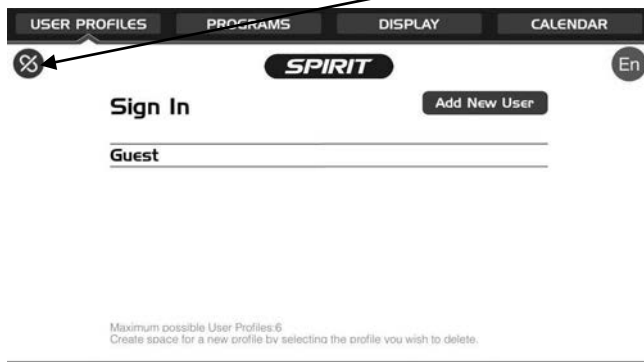 USER PROFILES PROGRAMS DISPLAY CALENDAR
SPIRIT
En
Sign In
Add New User
Guest
Maximum possible User Profiles:6
Create space for a new profile by selecting the profile you wish to delete.